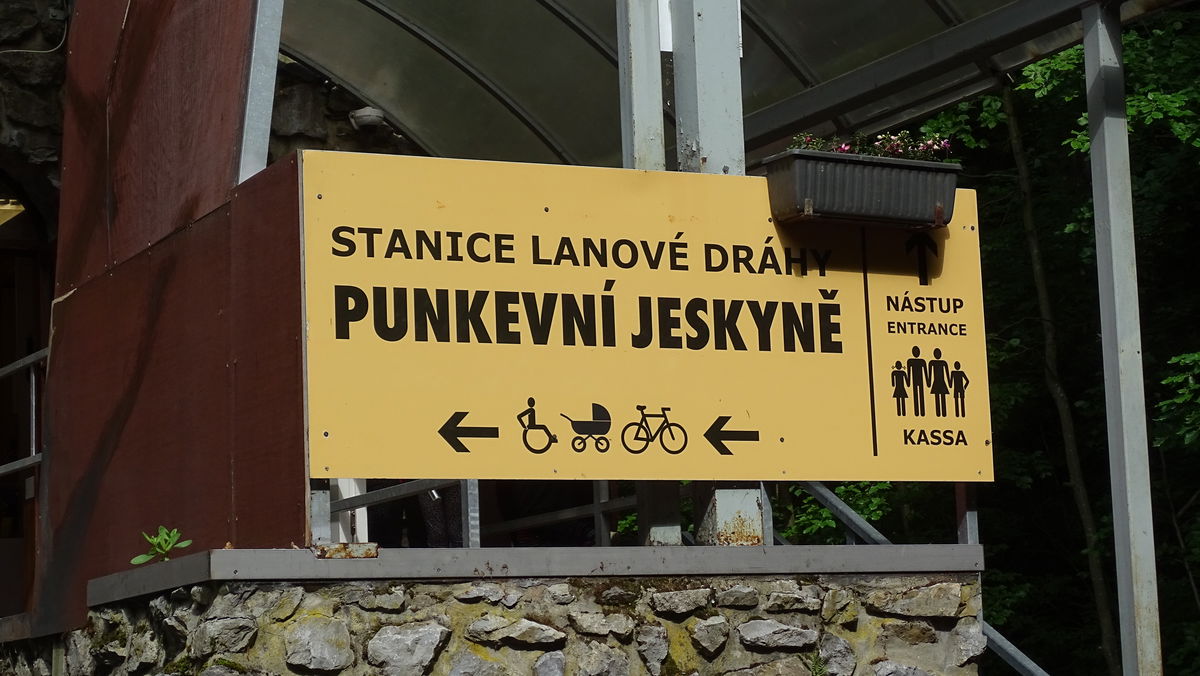 STANICE LANOVÉ DRÁHY
PUNKEVNÍ JESKYNĚ
NÁSTUP
ENTRANCE
KASSA